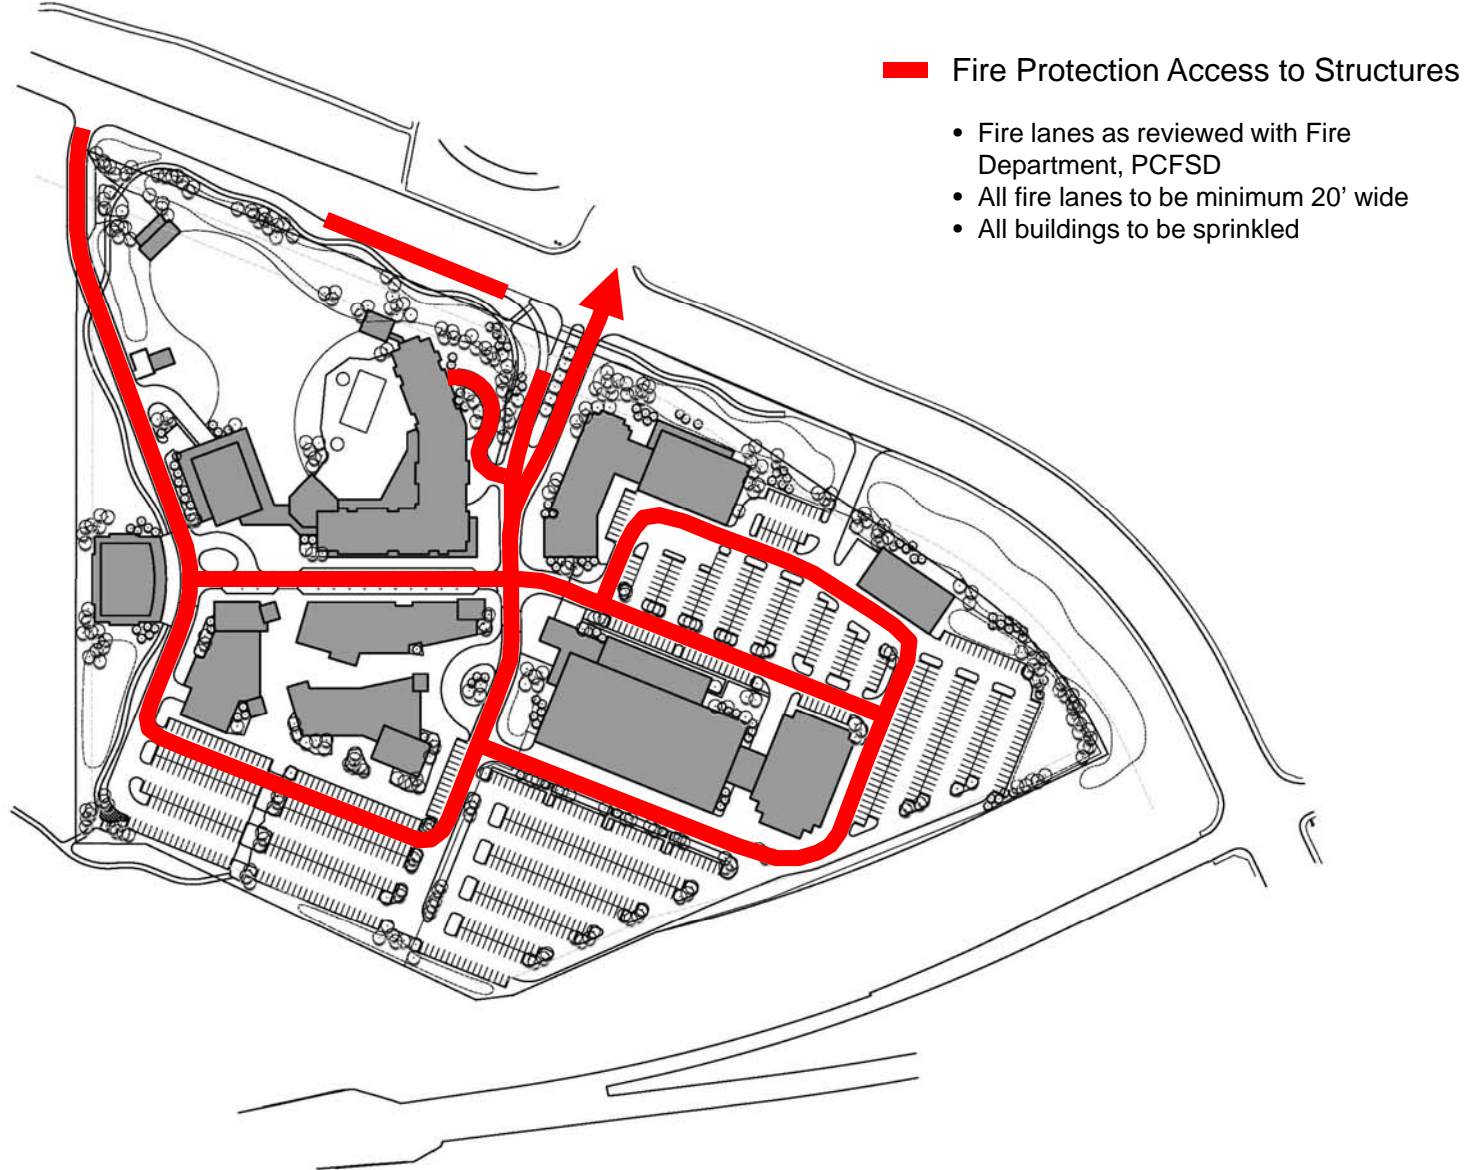 Fire Protection Access to Structures
• Fire lanes as reviewed with Fire
Department, PCFSD
• All fire lanes to be minimum 20’ wide
• All buildings to be sprinkled